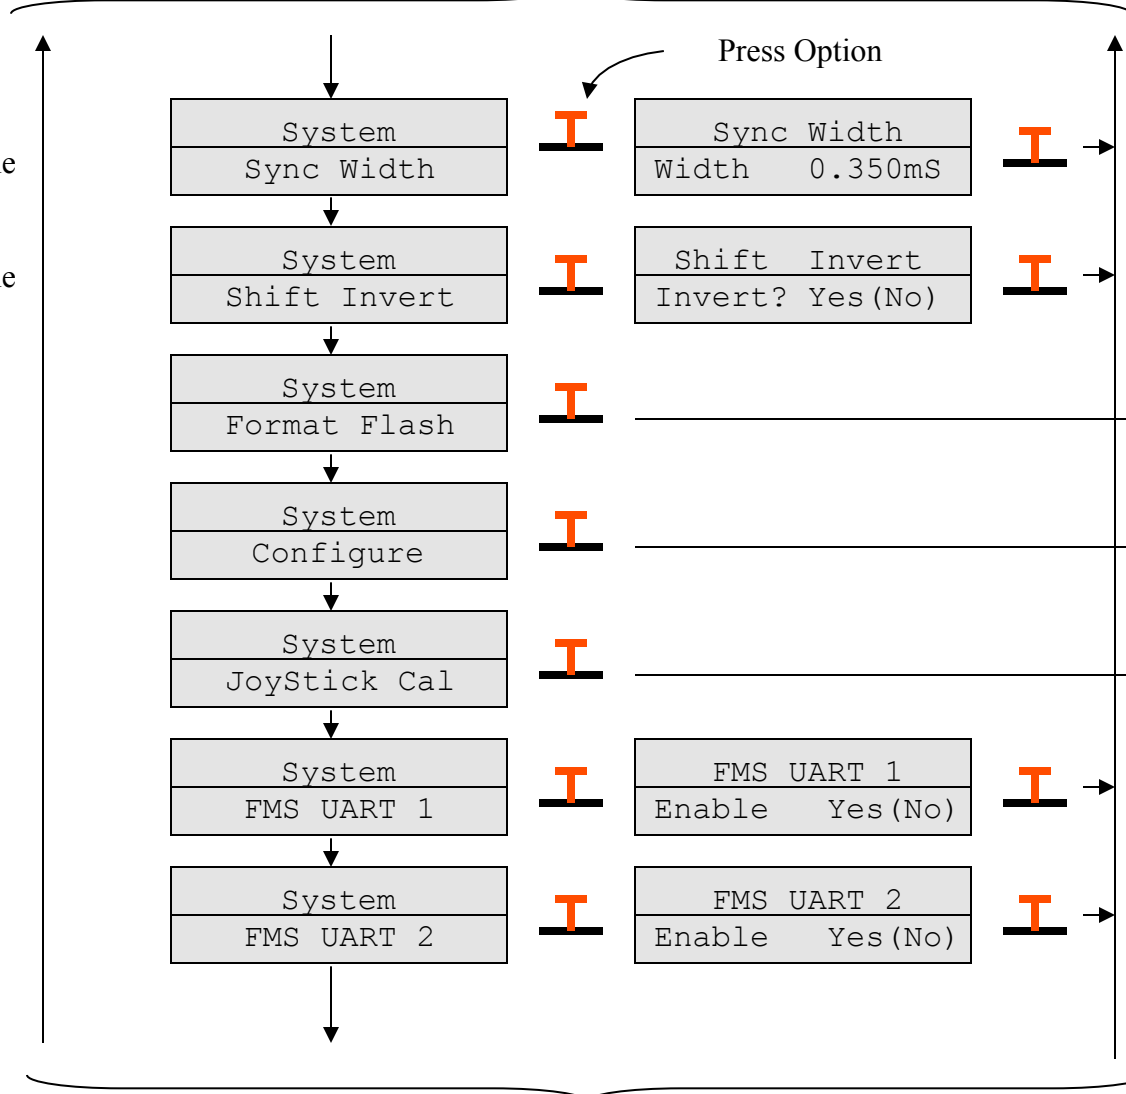 Press Option
System
Sync Width
Sync Width
Width 0.350mS
System
Shift Invert
Shift Invert
Invert? Yes(No)
System
Format Flash
System
Configure
System
JoyStick Cal
System
FMS UART 1
FMS UART 1
Enable Yes(No)
System
FMS UART 2
FMS UART 2
Enable Yes(No)